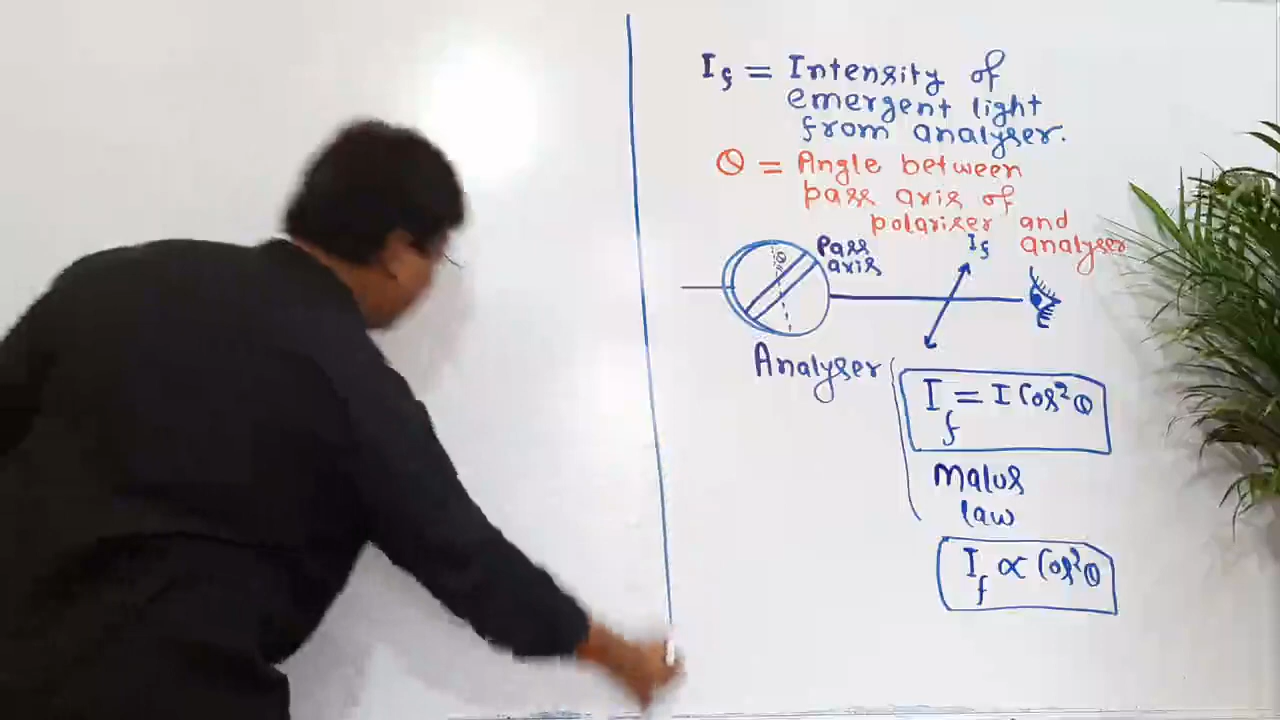 I_f = Intensity of
emergent light
from analyser.
θ = Angle between
pass axis of
polariser and
analyser
θ
Pass
axis
I_f
Analyser
I_f = I Cos²θ
Malus
law
I_f ∝ Cos²θ